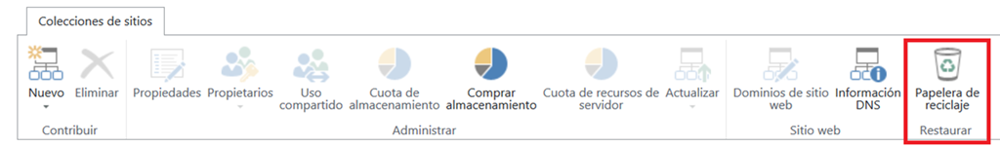 Colecciones de sitios
Nuevo
Eliminar
Propiedades
Propietarios
Uso
compartido
Cuota de
almacenamiento
Comprar
almacenamiento
Cuota de recursos de
servidor
Actualizar
Dominios de sitio
web
Información
DNS
Papelera de
reciclaje
Contribuir
Administrar
Sitio web
Restaurar